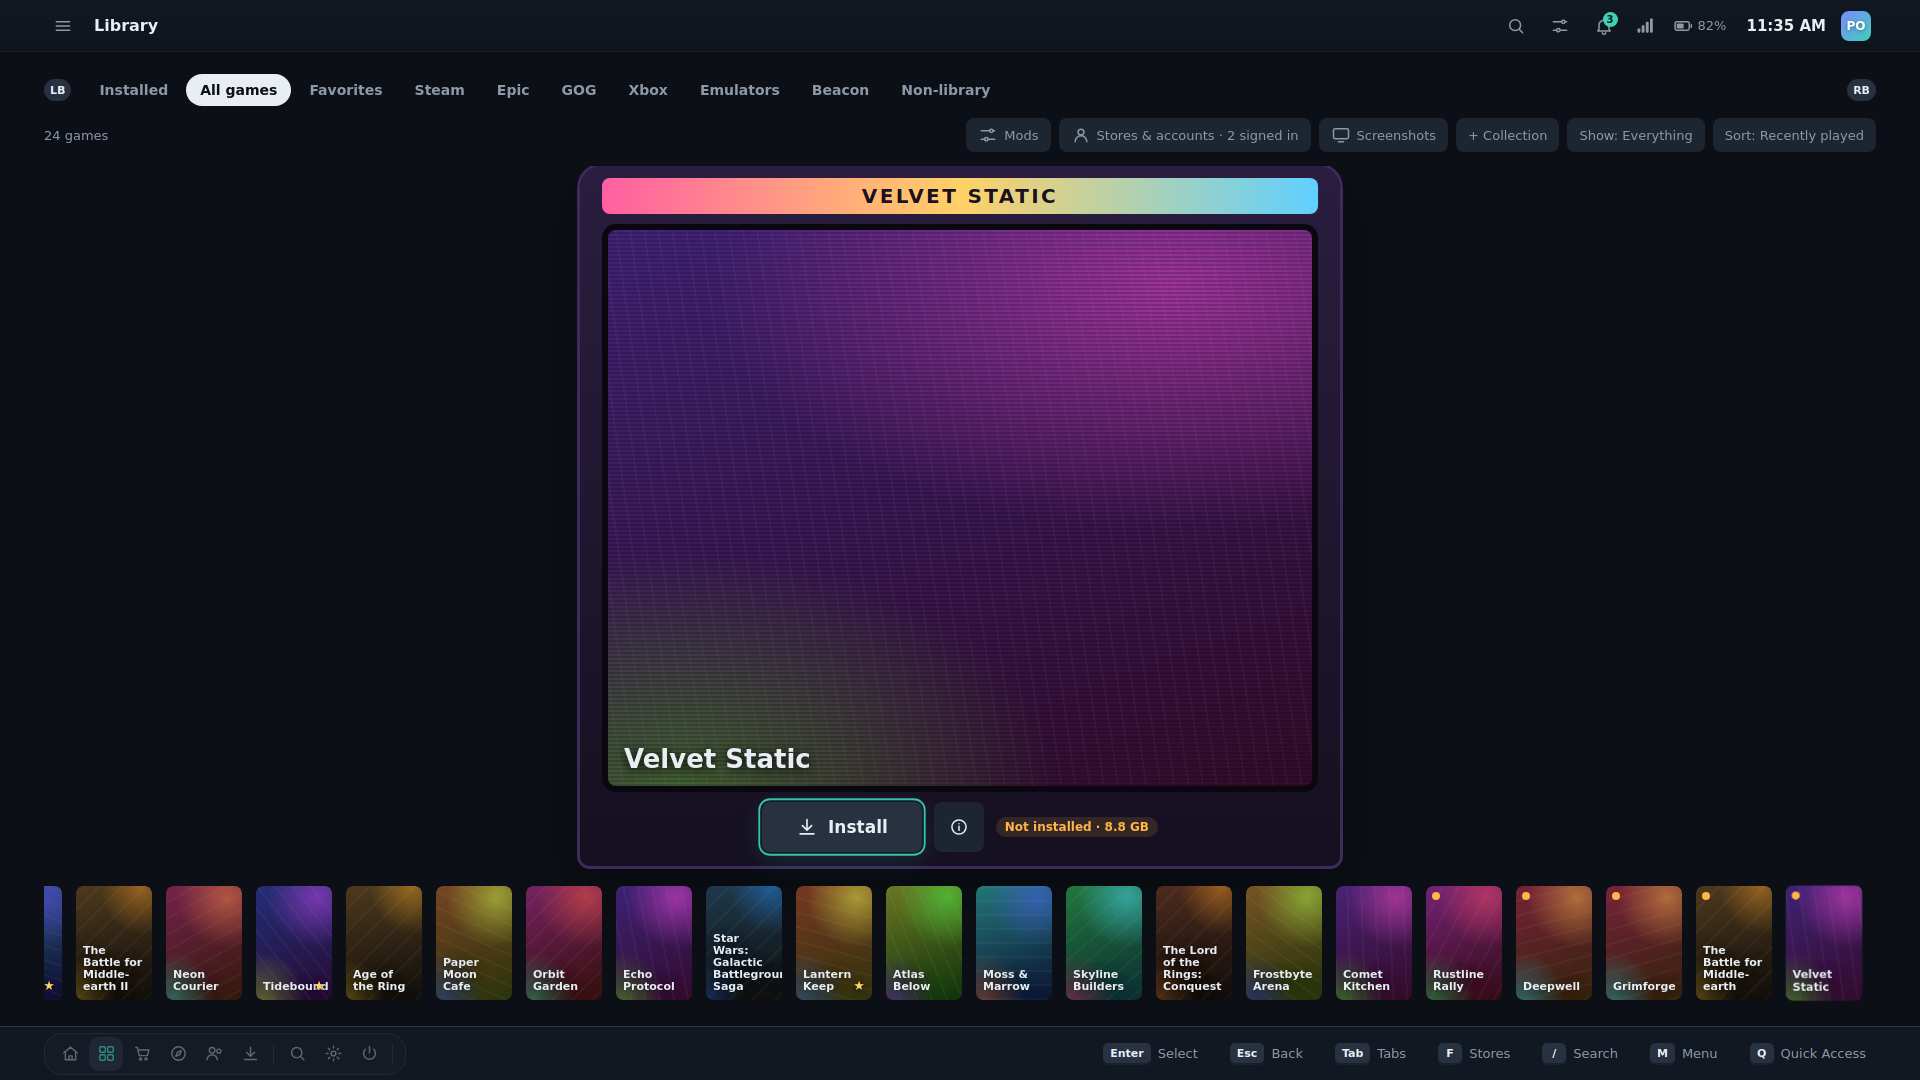 Library
3
82%
11:35 AM
PO
LB
Installed
All games
Favorites
Steam
Epic
GOG
Xbox
Emulators
Beacon
Non-library
RB
24 games
Mods
Stores & accounts · 2 signed in
Screenshots
+ Collection
Show: Everything
Sort: Recently played
VELVET STATIC
Velvet Static
Install
Not installed · 8.8 GB
The
Battle for
Middle-
earth II
Neon
Courier
Tidebound
Age of
the Ring
Paper
Moon
Cafe
Orbit
Garden
Echo
Protocol
Star
Wars:
Galactic
Battlegroun
Saga
Lantern
Keep
Atlas
Below
Moss &
Marrow
Skyline
Builders
The Lord
of the
Rings:
Conquest
Frostbyte
Arena
Comet
Kitchen
Rustline
Rally
Deepwell
Grimforge
The
Battle for
Middle-
earth
Velvet
Static
Enter Select
Esc Back
Tab Tabs
F Stores
/ Search
M Menu
Q Quick Access